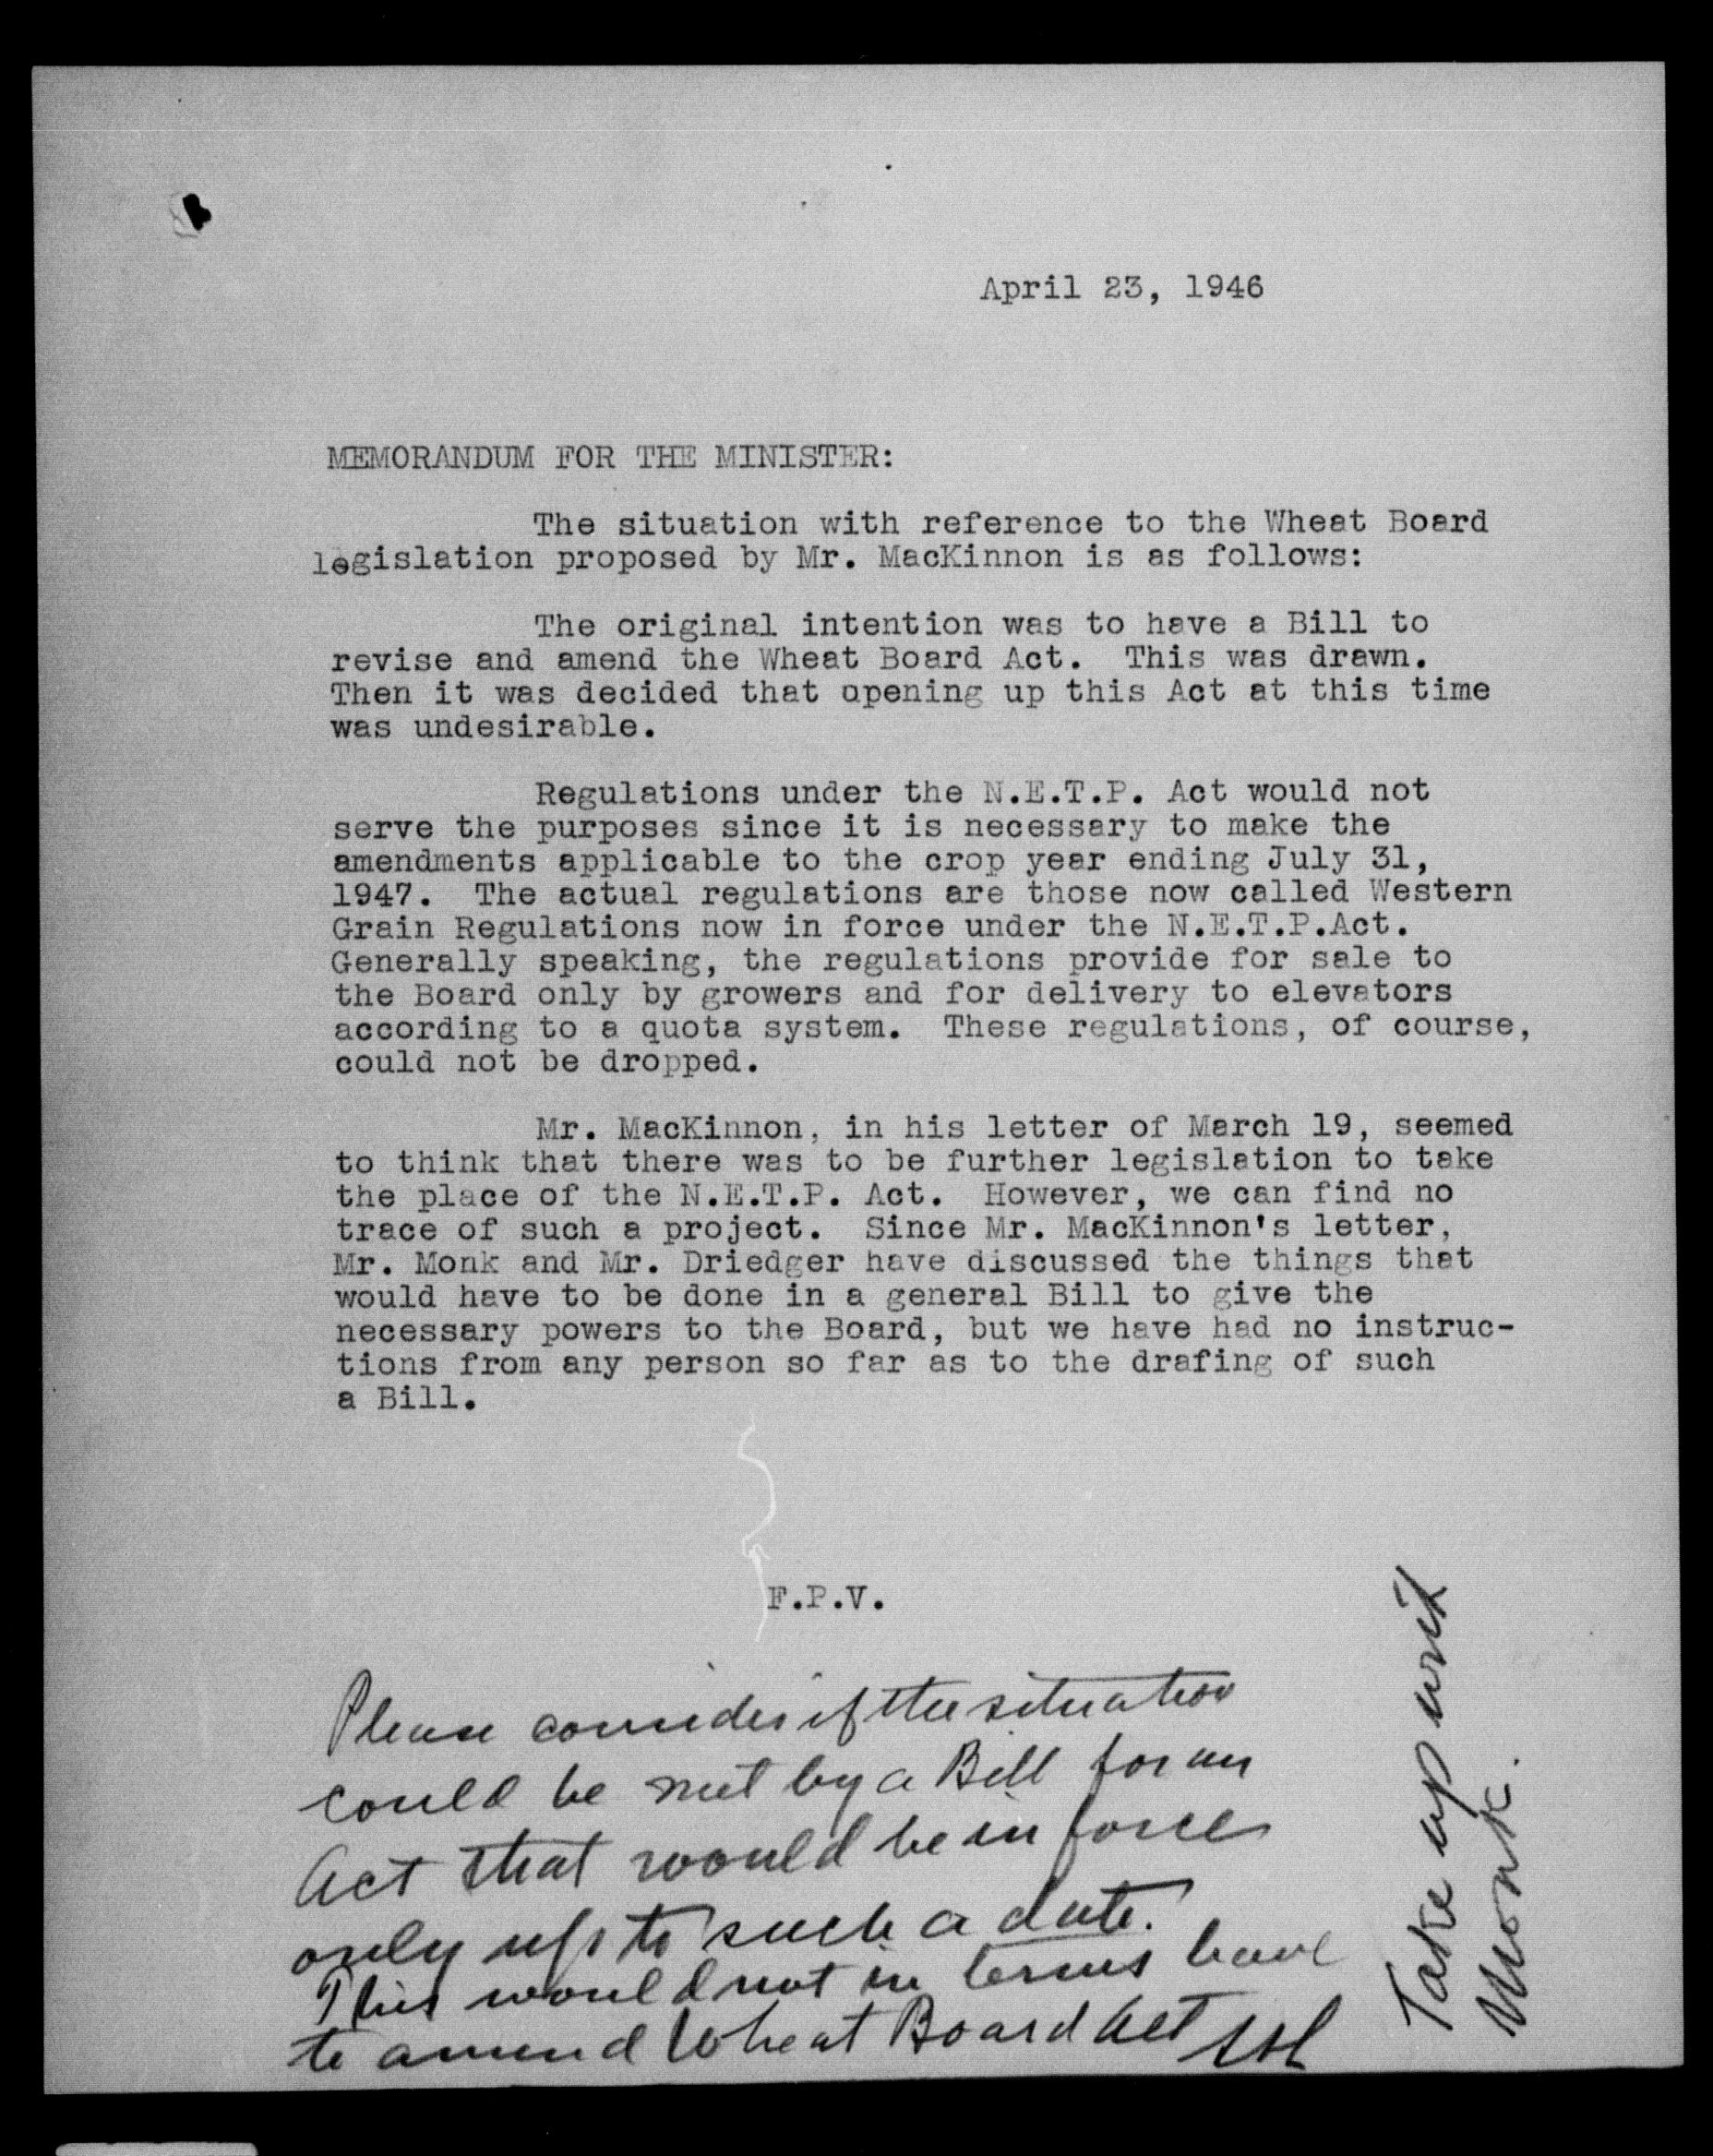 April 23, 1946
MEMORANDUM FOR THE MINISTER:
The situation with reference to the Wheat Board
legislation proposed by Mr. MacKinnon is as follows:
The original intention was to have a Bill to
revise and amend the Wheat Board Act. This was drawn.
Then it was decided that opening up this Act at this time
was undesirable.
Regulations under the N.E.T.P. Act would not
serve the purposes since it is necessary to make the
amendments applicable to the crop year ending July 31,
1947. The actual regulations are those now called Western
Grain Regulations now in force under the N.E.T.P.Act.
Generally speaking, the regulations provide for sale to
the Board only by growers and for delivery to elevators
according to a quota system. These regulations, of course,
could not be dropped.
Mr. MacKinnon, in his letter of March 19, seemed
to think that there was to be further legislation to take
the place of the N.E.T.P. Act. However, we can find no
trace of such a project. Since Mr. MacKinnon's letter,
Mr. Monk and Mr. Driedger have discussed the things that
would have to be done in a general Bill to give the
necessary powers to the Board, but we have had no instruc-
tions from any person so far as to the drafing of such
a Bill.
F.P.V.
Please consider if the situation
could be met by a Bill for an
Act that would be in force
only up to such a date.
This would not in terms have
to amend Wheat Board Act
Take up with
Monk.